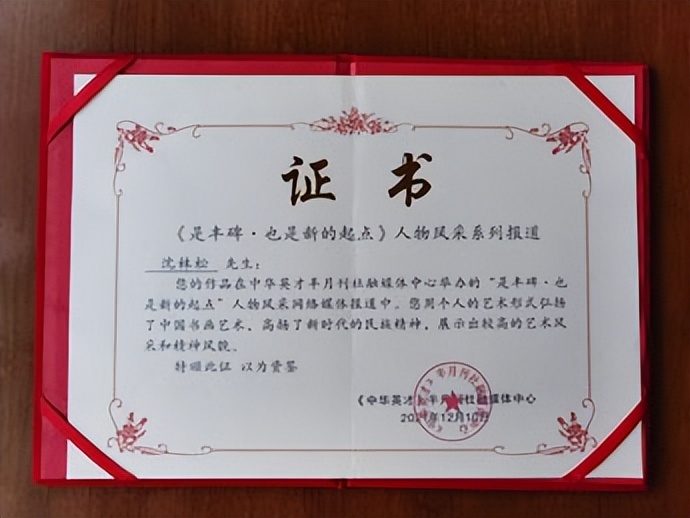 证 书
《是丰碑·也是新的起点》人物风采系列报道
沈林松 先生:
您的作品在中华英才半月刊社融媒体中心举办的“是丰碑·也
是新的起点”人物风采网络媒体报道中。您用个人的艺术形式弘扬
了中国书画艺术、高扬了新时代的民族精神、展示出较高的艺术风
采和精神风貌。
特颁此证 以为赍鉴
《中华英才》半月刊社融媒体中心
年12月10日